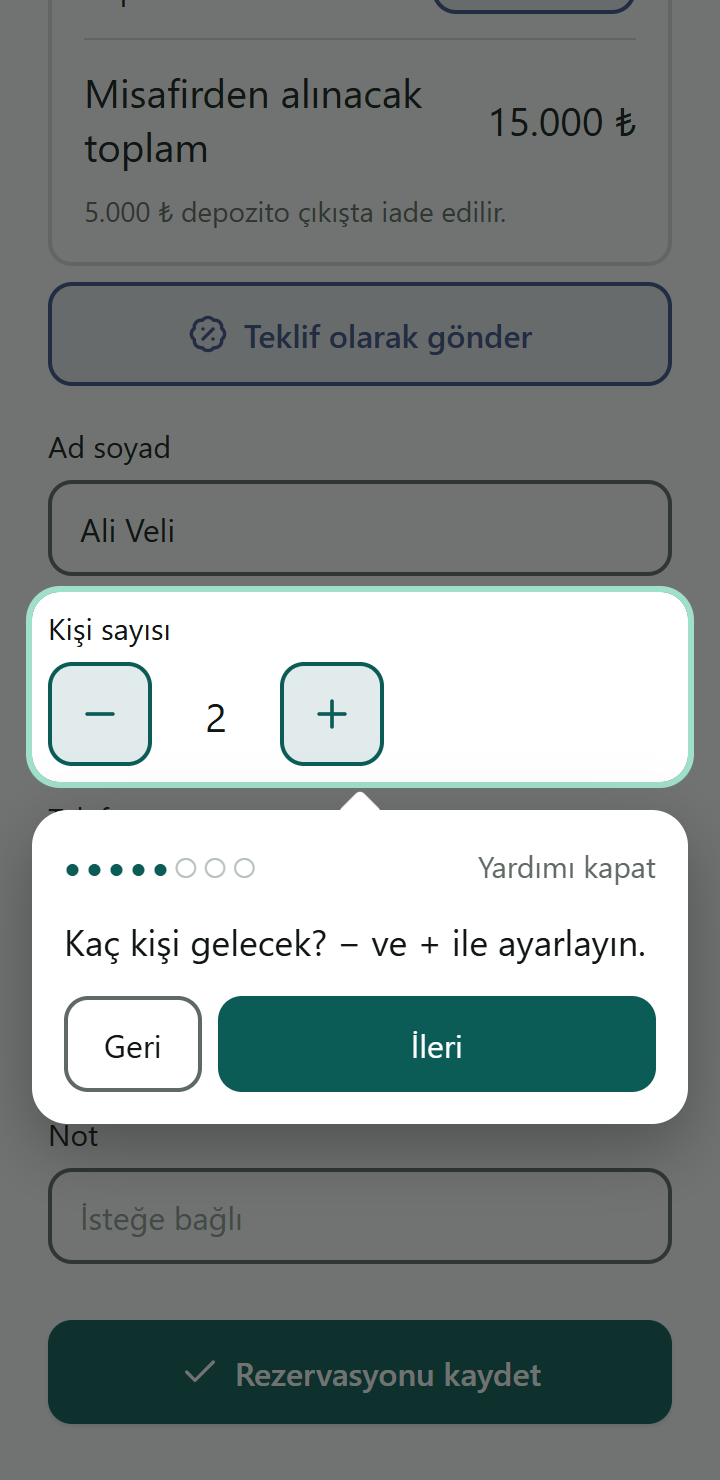 Misafirden alınacak
toplam
15.000 ₺
5.000 ₺ depozito çıkışta iade edilir.
Teklif olarak gönder
Ad soyad
Ali Veli
Kişi sayısı
2
Yardımı kapat
Kaç kişi gelecek? − ve + ile ayarlayın.
Geri
İleri
Not
İsteğe bağlı
Rezervasyonu kaydet